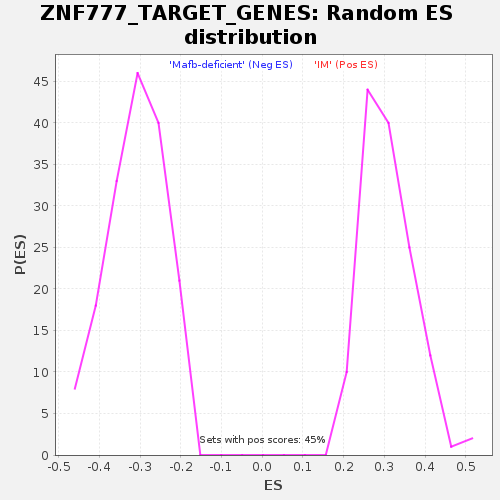 ZNF777_TARGET_GENES: Random ES
distribution
'Mafb-deficient' (Neg ES) 'IM' (Pos ES)
P(ES)
45
40
35
30
25
20
15
10
5
0
Sets with pos scores: 45%
-0.5 -0.4 -0.3 -0.2 -0.1 0.0 0.1 0.2 0.3 0.4 0.5
ES